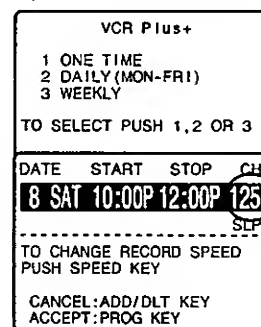 VCR Plus+
1 ONE TIME
2 DAILY(MON-FRI)
3 WEEKLY
TO SELECT PUSH 1,2 OR 3
DATE START STOP CH
8 SAT 10:00P 12:00P 125
SLP
TO CHANGE RECORD SPEED
PUSH SPEED KEY
CANCEL:ADD/DLT KEY
ACCEPT:PROG KEY